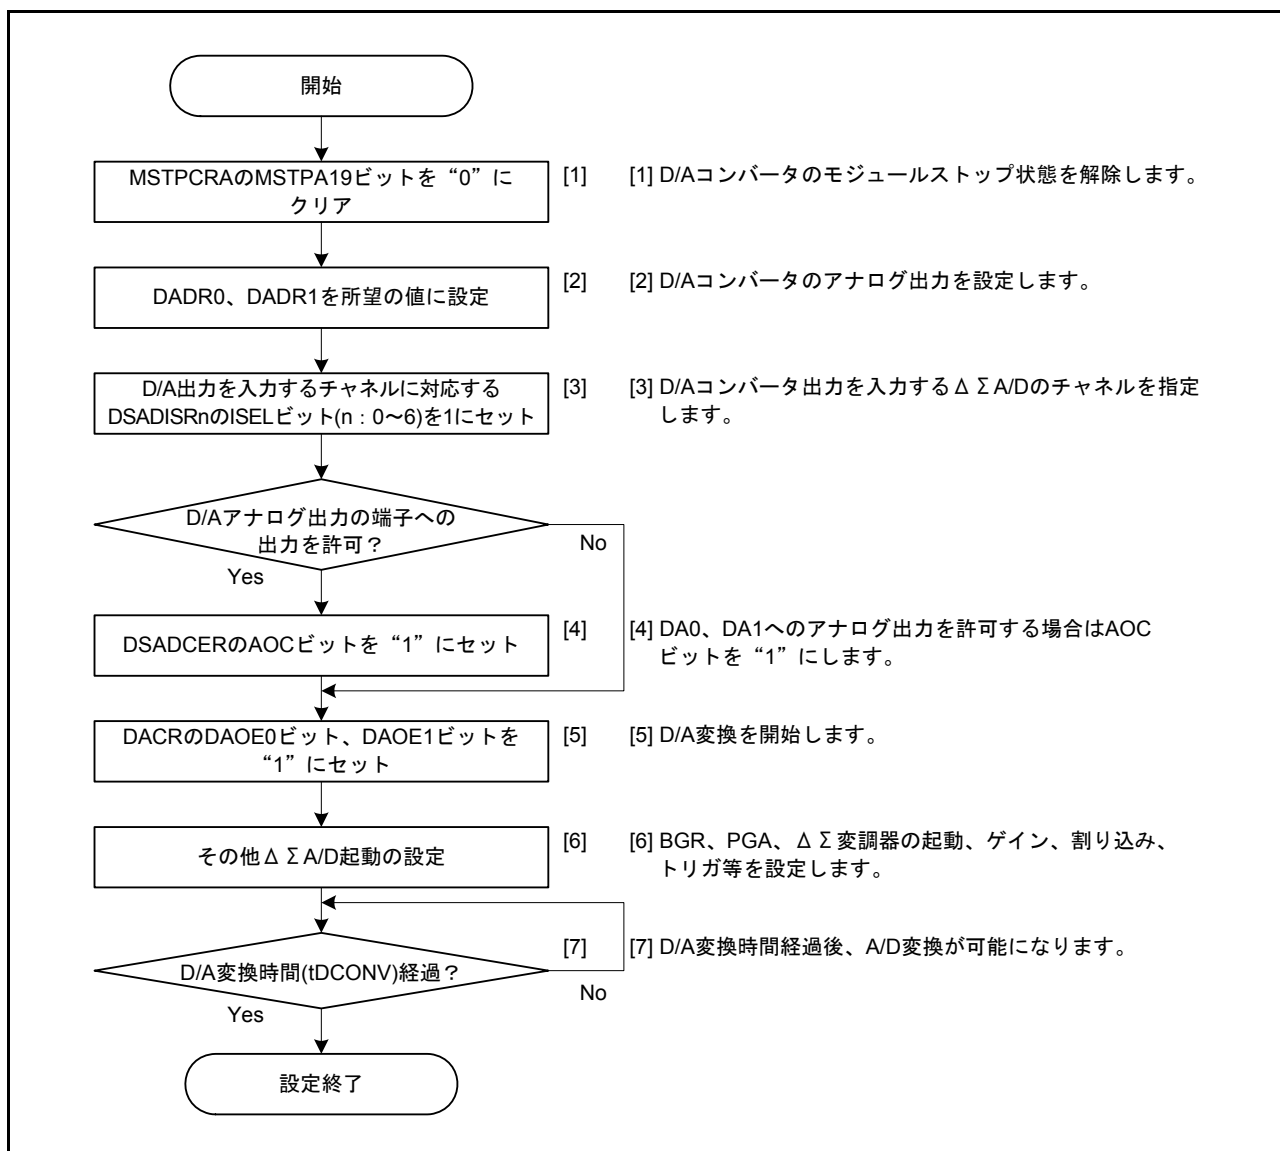 開始
MSTPCRAのMSTPA19ビットを“0”に
クリア
[1]
[1] D/Aコンバータのモジュールストップ状態を解除します。
DADR0、DADR1を所望の値に設定
[2]
[2] D/Aコンバータのアナログ出力を設定します。
D/A出力を入力するチャネルに対応する
DSADISRnのISELビット(n：0～6)を1にセット
[3]
[3] D/Aコンバータ出力を入力するΔΣA/Dのチャネルを指定
します。
D/Aアナログ出力の端子への
出力を許可？
No
Yes
DSADCERのAOCビットを“1”にセット
[4]
[4] DA0、DA1へのアナログ出力を許可する場合はAOC
ビットを“1”にします。
DACRのDAOE0ビット、DAOE1ビットを
“1”にセット
[5]
[5] D/A変換を開始します。
その他ΔΣA/D起動の設定
[6]
[6] BGR、PGA、ΔΣ変調器の起動、ゲイン、割り込み、
トリガ等を設定します。
D/A変換時間(tDCONV)経過？
[7]
[7] D/A変換時間経過後、A/D変換が可能になります。
No
Yes
設定終了